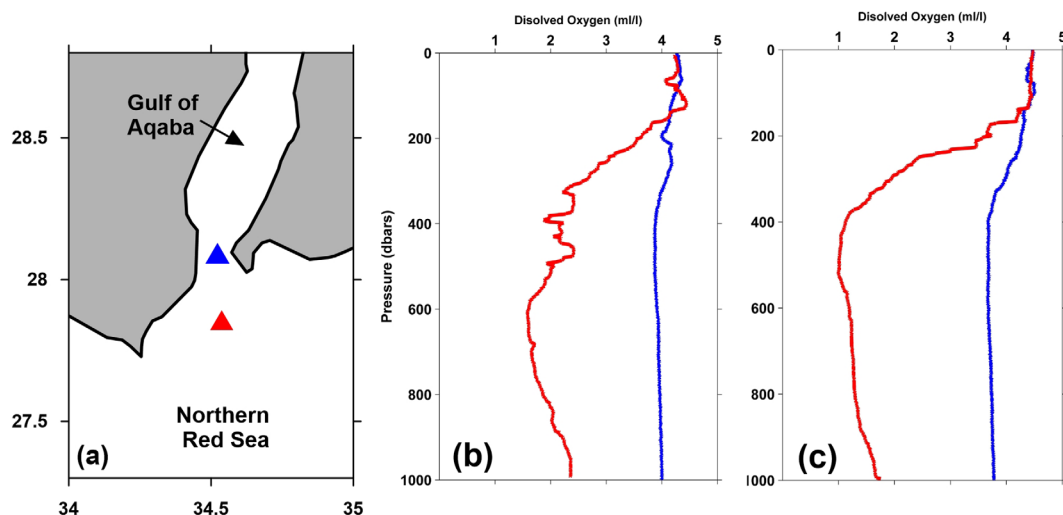 Gulf of
Aqaba
28.5
28
27.5
Northern
Red Sea
(a)
34
34.5
35
Disolved Oxygen (ml/l)
1
2
3
4
5
0
200
400
600
800
1000
Pressure (dbars)
(b)
Disolved Oxygen (ml/l)
1
2
3
4
5
0
200
400
600
800
1000
(c)